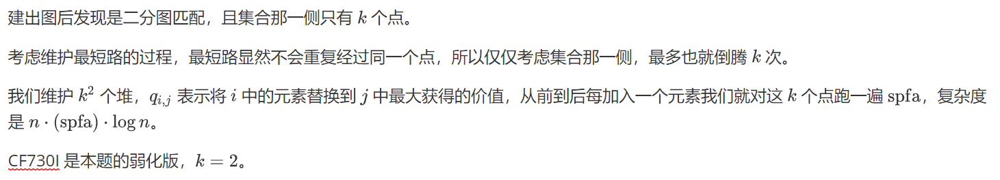 建出图后发现是二分图匹配，且集合那一侧只有 k 个点。
考虑维护最短路的过程，最短路显然不会重复经过同一个点，所以仅仅考虑集合那一侧，最多也就倒腾 k 次。
我们维护 k² 个堆，q_{i,j} 表示将 i 中的元素替换到 j 中最大获得的价值，从前到后每加入一个元素我们就对这 k 个点跑一遍 spfa，复杂度
是 n · (spfa) · log n。
CF730I 是本题的弱化版，k = 2。